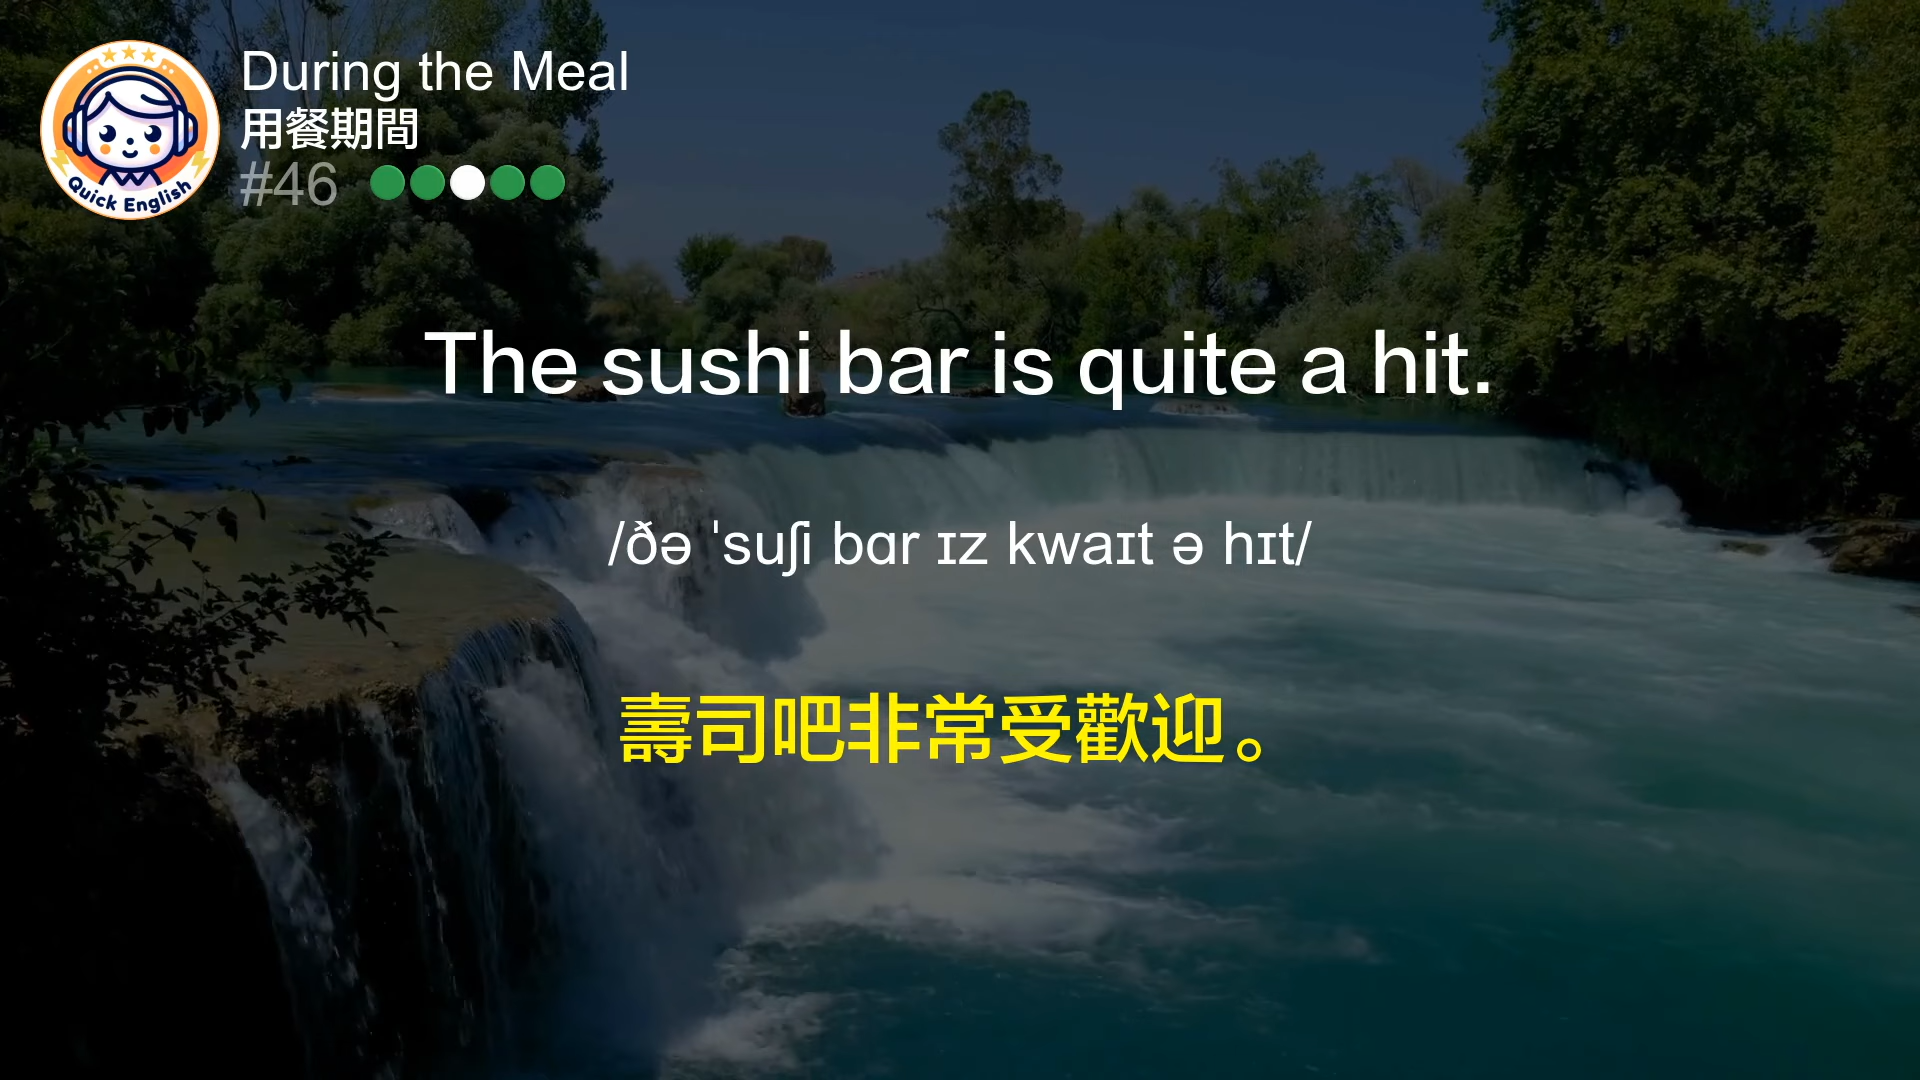 During the Meal
用餐期間
#46
Quick English
The sushi bar is quite a hit.
/ðə ˈsuʃi bɑr ɪz kwaɪt ə hɪt/
壽司吧非常受歡迎。